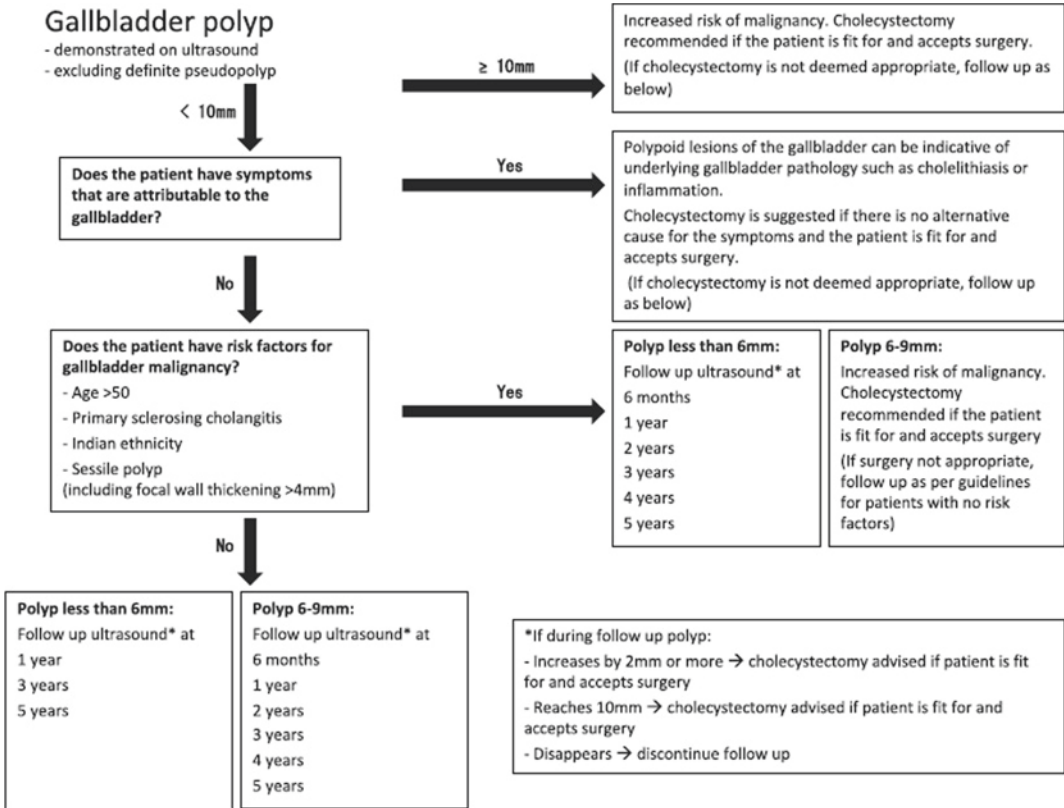 Gallbladder polyp
- demonstrated on ultrasound
- excluding definite pseudopolyp
≥ 10mm
Increased risk of malignancy. Cholecystectomy
recommended if the patient is fit for and accepts surgery.
(If cholecystectomy is not deemed appropriate, follow up as
below)
< 10mm
Does the patient have symptoms
that are attributable to the
gallbladder?
Yes
Polypoid lesions of the gallbladder can be indicative of
underlying gallbladder pathology such as cholelithiasis or
inflammation.
Cholecystectomy is suggested if there is no alternative
cause for the symptoms and the patient is fit for and
accepts surgery.
(If cholecystectomy is not deemed appropriate, follow up
as below)
No
Does the patient have risk factors for
gallbladder malignancy?
- Age >50
- Primary sclerosing cholangitis
- Indian ethnicity
- Sessile polyp
(including focal wall thickening >4mm)
Yes
Polyp less than 6mm:
Follow up ultrasound* at
6 months
1 year
2 years
3 years
4 years
5 years
Polyp 6-9mm:
Increased risk of malignancy.
Cholecystectomy
recommended if the patient
is fit for and accepts surgery
(If surgery not appropriate,
follow up as per guidelines
for patients with no risk
factors)
No
Polyp less than 6mm:
Follow up ultrasound* at
1 year
3 years
5 years
Polyp 6-9mm:
Follow up ultrasound* at
6 months
1 year
2 years
3 years
4 years
5 years
*If during follow up polyp:
- Increases by 2mm or more → cholecystectomy advised if patient is fit
for and accepts surgery
- Reaches 10mm → cholecystectomy advised if patient is fit for and
accepts surgery
- Disappears → discontinue follow up